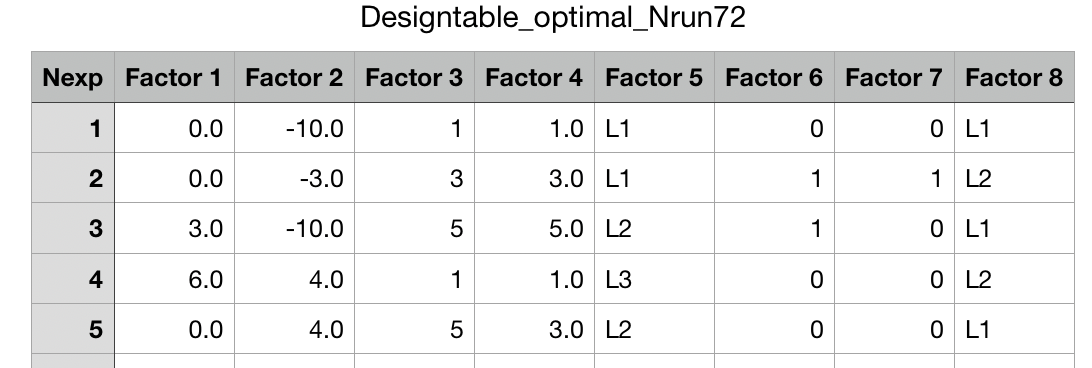 Designtable_optimal_Nrun72
Nexp Factor 1 Factor 2 Factor 3 Factor 4 Factor 5 Factor 6 Factor 7 Factor 8
1 0.0 -10.0 1 1.0 L1 0 0 L1
2 0.0 -3.0 3 3.0 L1 1 1 L2
3 3.0 -10.0 5 5.0 L2 1 0 L1
4 6.0 4.0 1 1.0 L3 0 0 L2
5 0.0 4.0 5 3.0 L2 0 0 L1